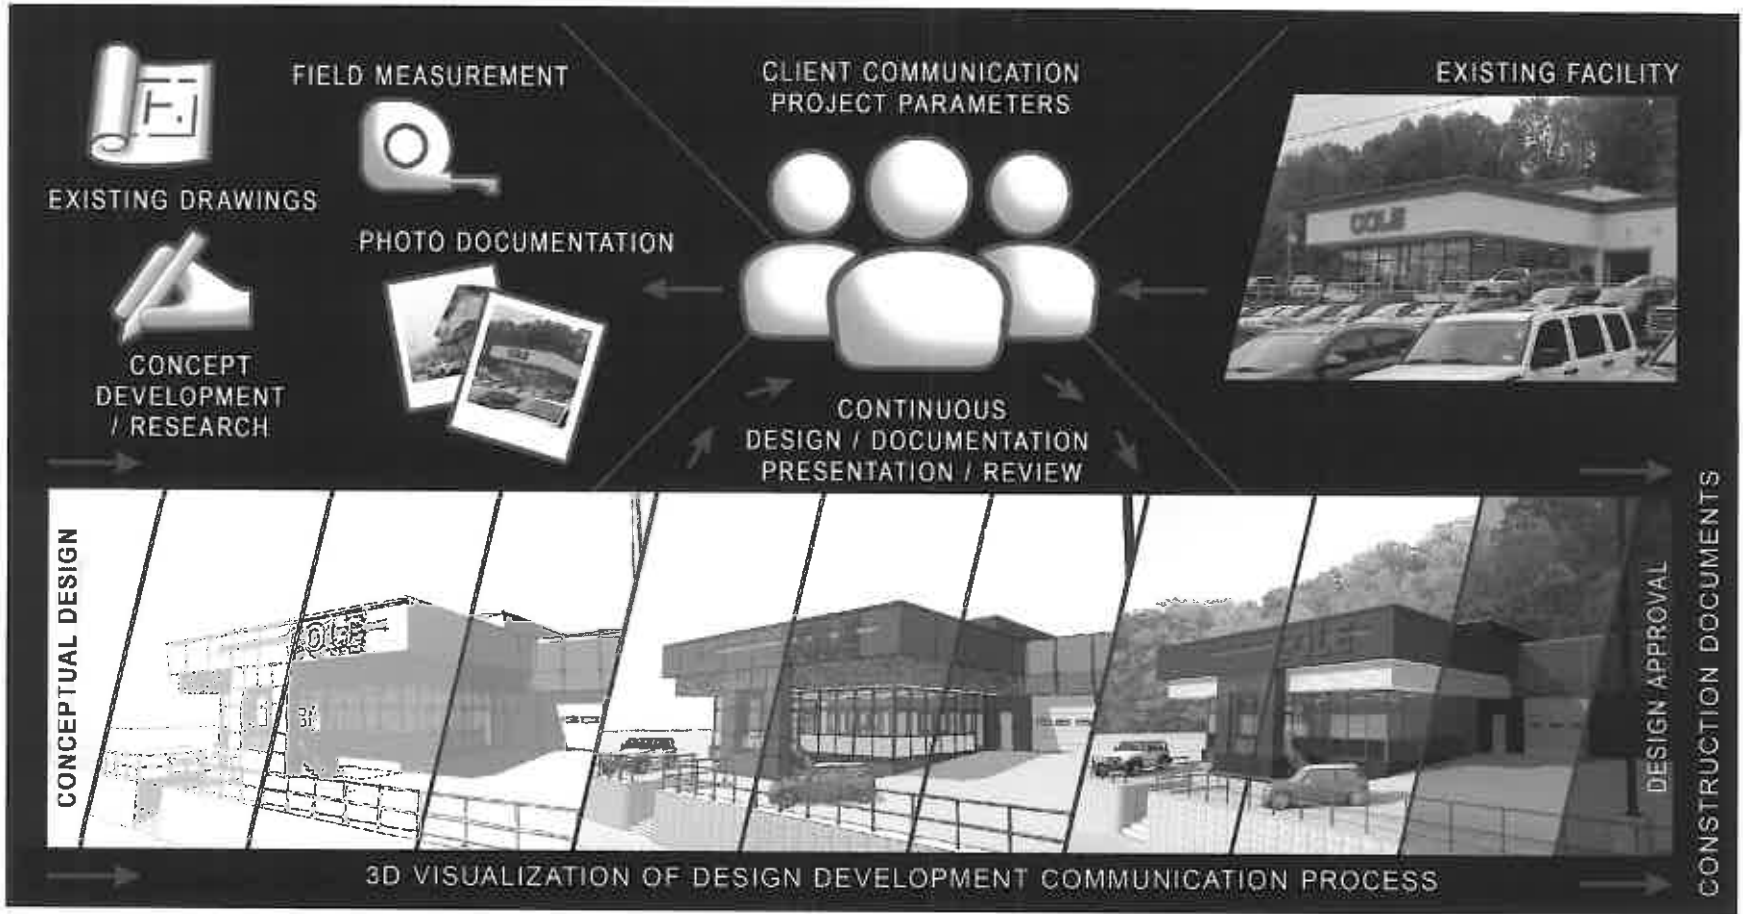 FIELD MEASUREMENT
EXISTING DRAWINGS
PHOTO DOCUMENTATION
CONCEPT
DEVELOPMENT
/ RESEARCH
CLIENT COMMUNICATION
PROJECT PARAMETERS
EXISTING FACILITY
COLE
CONTINUOUS
DESIGN / DOCUMENTATION
PRESENTATION / REVIEW
CONCEPTUAL DESIGN
DESIGN APPROVAL
CONSTRUCTION DOCUMENTS
3D VISUALIZATION OF DESIGN DEVELOPMENT COMMUNICATION PROCESS